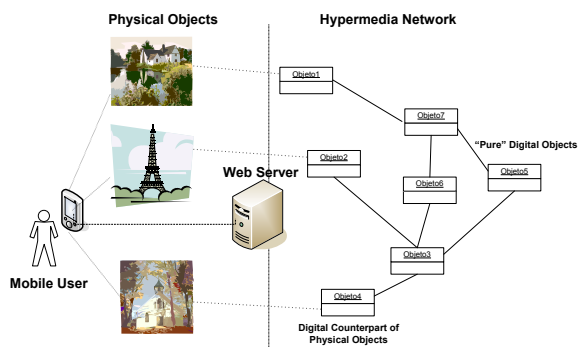 Physical Objects
Hypermedia Network
Objeto1
Objeto7
"Pure" Digital Objects
Objeto2
Web Server
Objeto5
Objeto6
Objeto3
Mobile User
Objeto4
Digital Counterpart of
Physical Objects